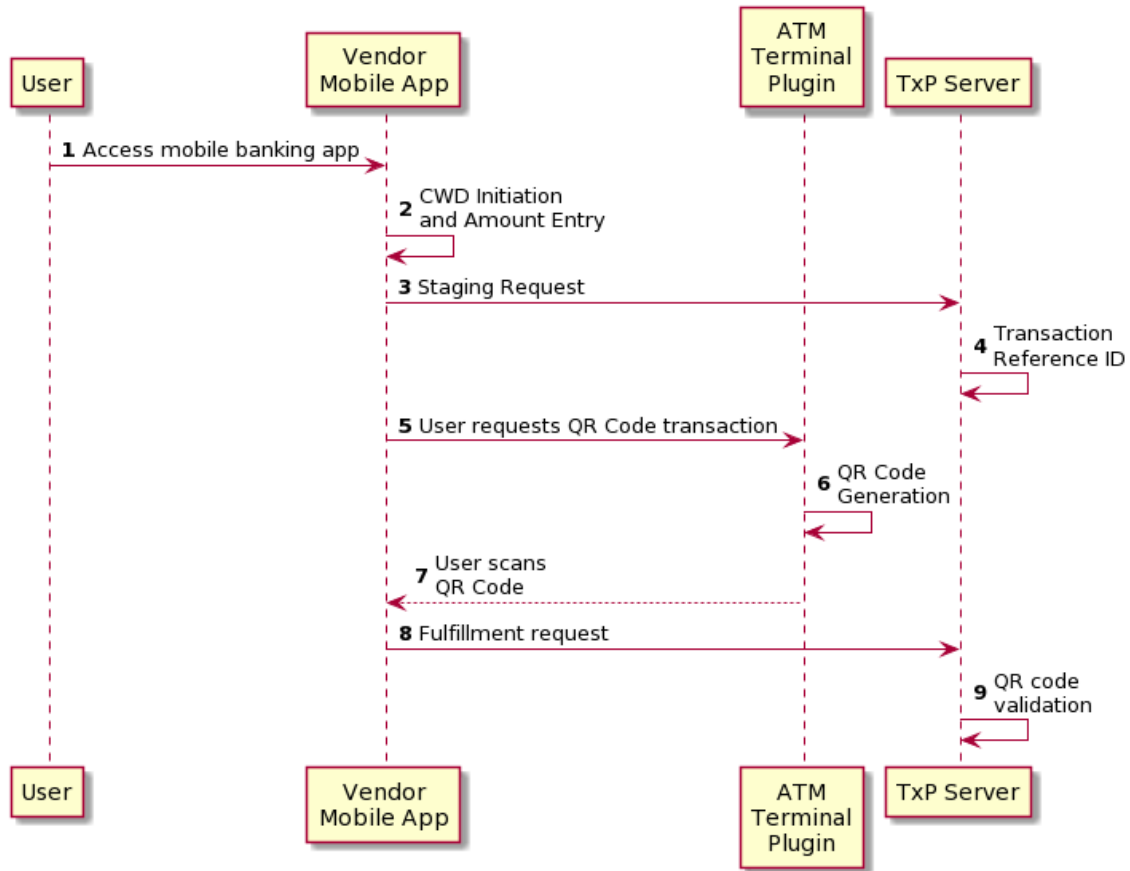 User
Vendor
Mobile App
ATM
Terminal
Plugin
TxP Server
1 Access mobile banking app
2 CWD Initiation
and Amount Entry
3 Staging Request
4 Transaction
Reference ID
5 User requests QR Code transaction
6 QR Code
Generation
7 User scans
QR Code
8 Fulfillment request
9 QR code
validation
User
Vendor
Mobile App
ATM
Terminal
Plugin
TxP Server